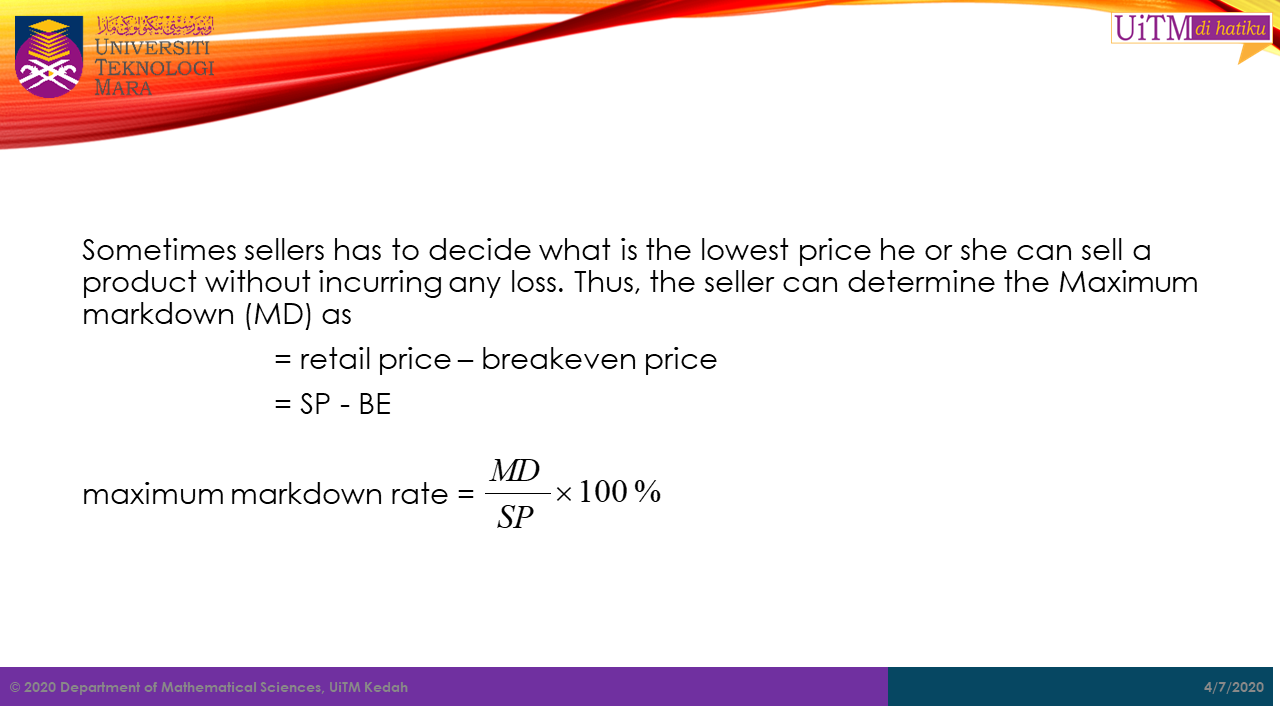 اونيۏرسيتي تيكنولوݢي مارا
UNIVERSITI
TEKNOLOGI
MARA
UiTM di hatiku
Sometimes sellers has to decide what is the lowest price he or she can sell a
product without incurring any loss. Thus, the seller can determine the Maximum
markdown (MD) as
= retail price – breakeven price
= SP - BE
maximum markdown rate = MD/SP × 100 %
© 2020 Department of Mathematical Sciences, UiTM Kedah
4/7/2020